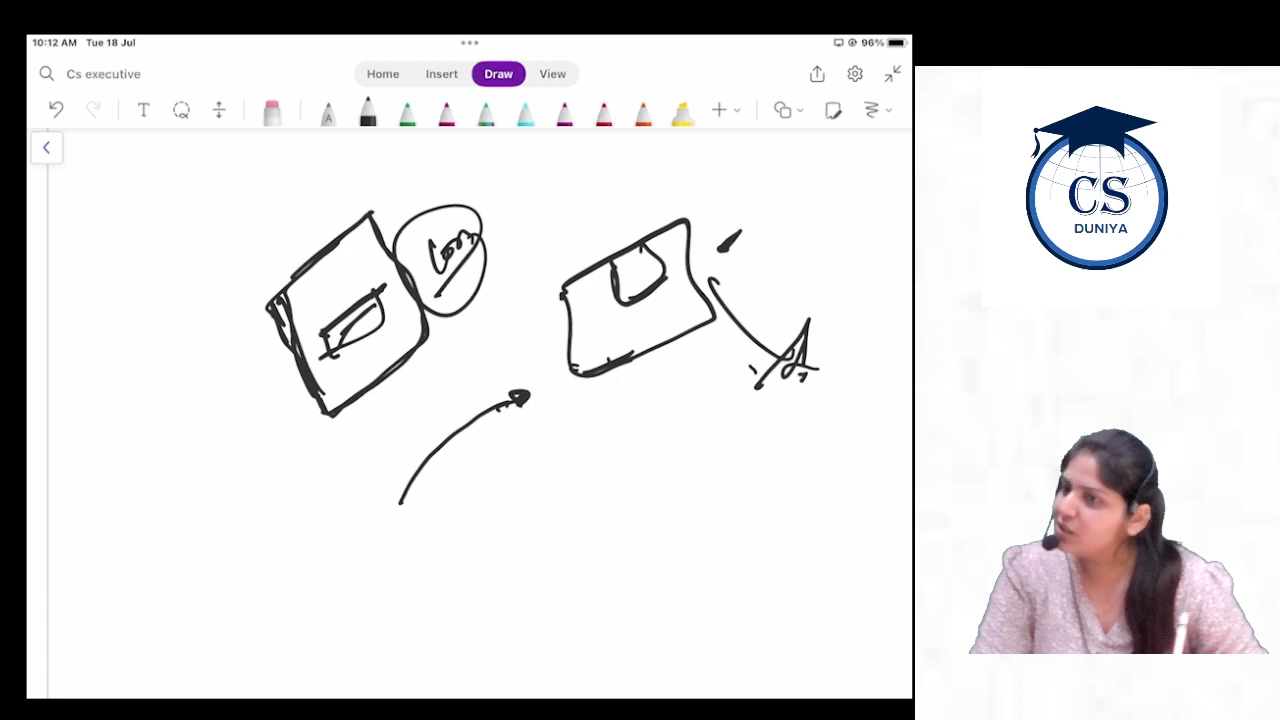 10:12 AM Tue 18 Jul
96%
Cs executive
Home Insert Draw View
T
A
CS
DUNIYA